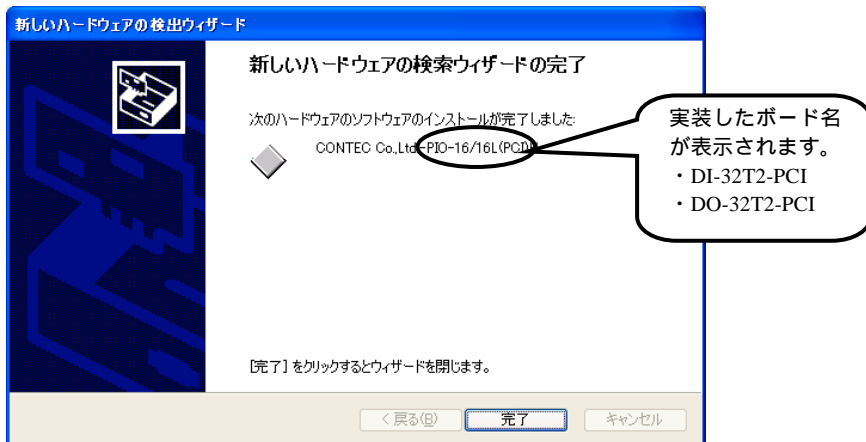 新しいハードウェアの検出ウィザード
新しいハードウェアの検索ウィザードの完了
次のハードウェアのソフトウェアのインストールが完了しました:
CONTEC Co.,Ltd-PIO-16/16L(PCI)
実装したボード名
が表示されます。
・DI-32T2-PCI
・DO-32T2-PCI
[完了] をクリックするとウィザードを閉じます。
< 戻る(B)
完了
キャンセル